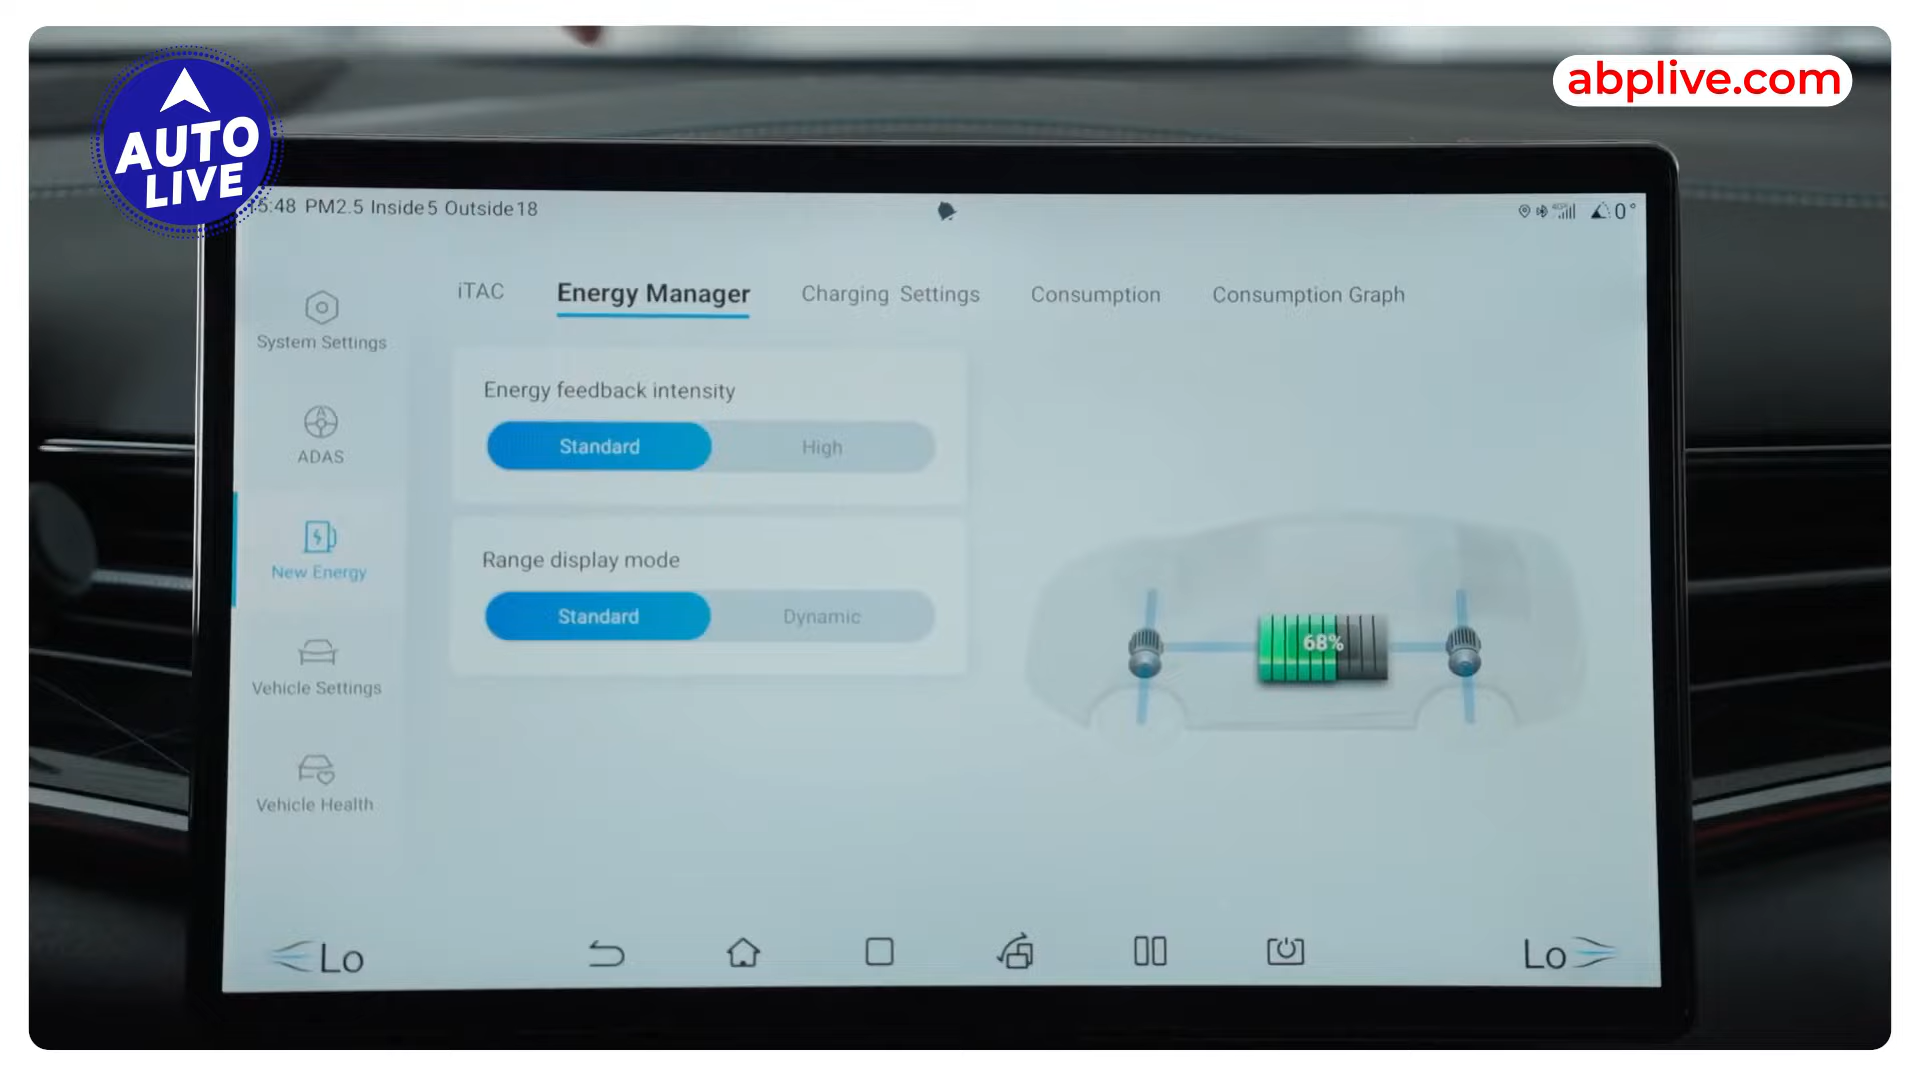 AUTO
LIVE
abplive.com
5:48 PM2.5 Inside5 Outside18
0°
iTAC
Energy Manager
Charging Settings
Consumption
Consumption Graph
System Settings
ADAS
New Energy
Vehicle Settings
Vehicle Health
Energy feedback intensity
Standard
High
Range display mode
Standard
Dynamic
68%
Lo
Lo